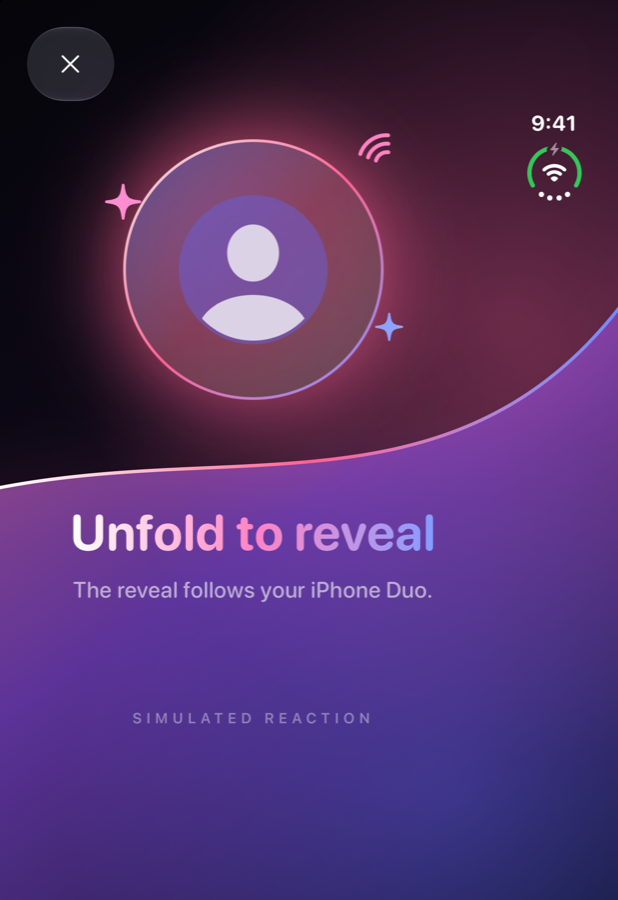 9:41
Unfold to reveal
The reveal follows your iPhone Duo.
SIMULATED REACTION